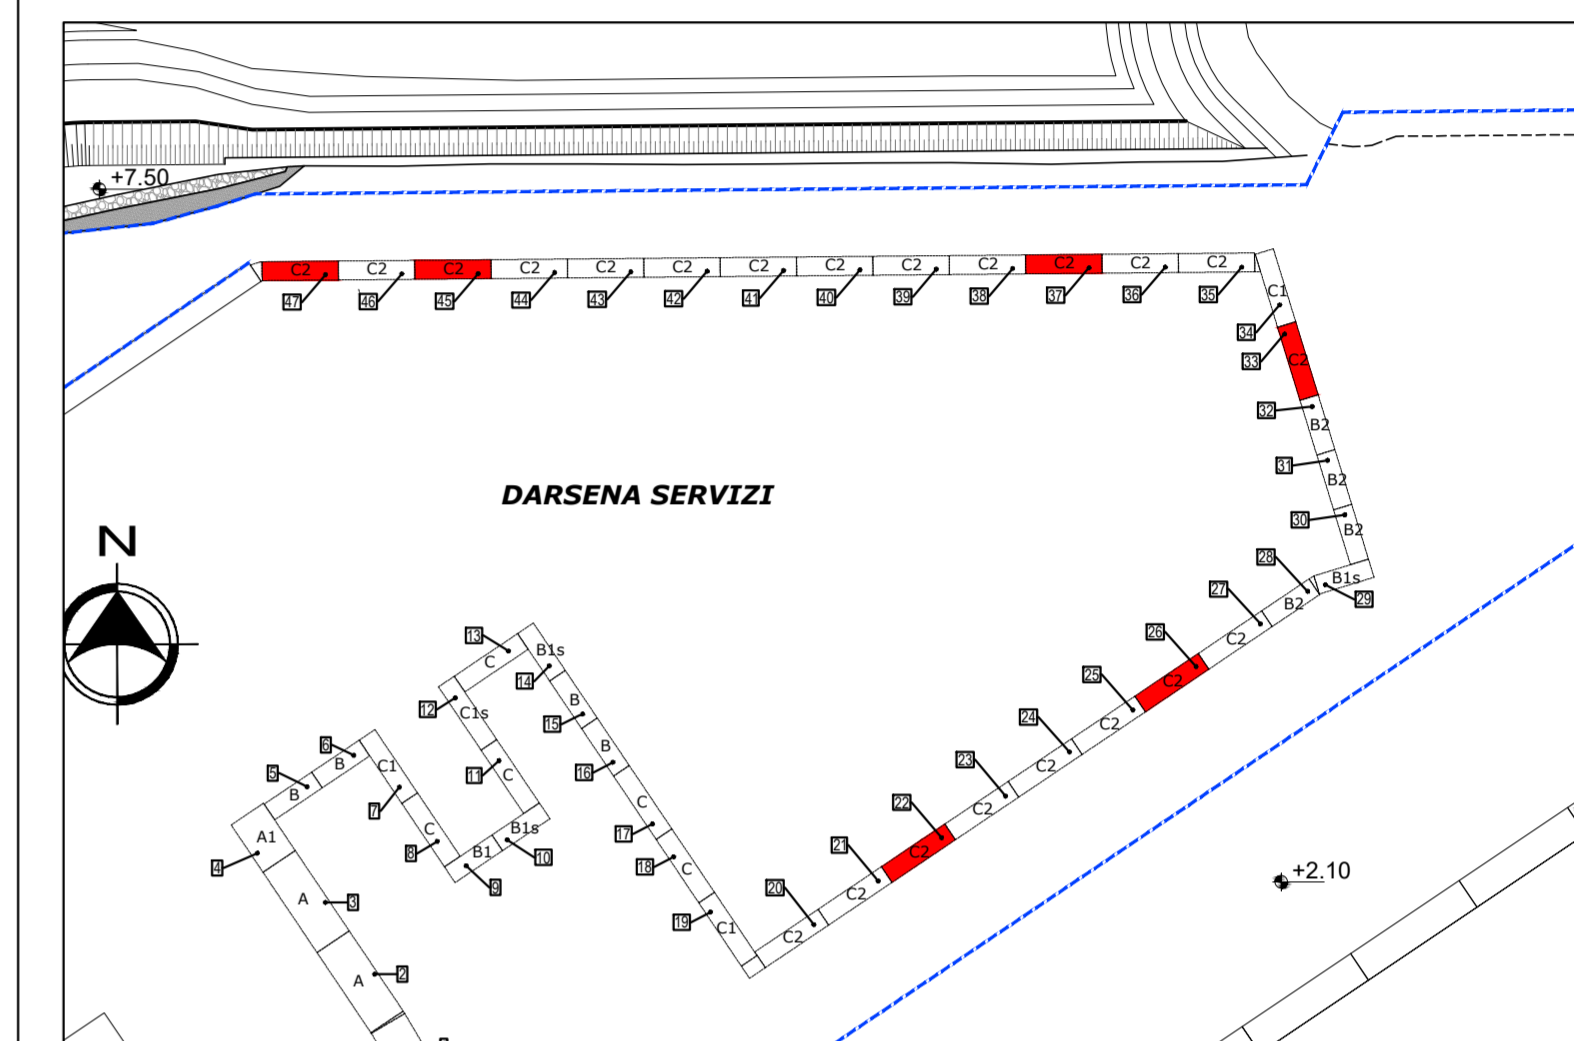 +7.50
C2 C2 C2 C2 C2 C2 C2 C2 C2 C2 C2 C2 C2
47 46 45 44 43 42 41 40 39 38 37 36 35
C1
34
33
C2
32
B2
31
B2
30
B2
DARSENA SERVIZI
N
28
B1s
29
B2
27
C2
26
C2
25
C2
24
C2
23
C2
22
C2
21
C2
20
C2
13
C
B1s
14
12
C1s
B
15
B
16
11
C
C
17
18
C
19
C1
6
B
5
B
C1
7
C
8
B1
B1s
10
9
A1
4
A
3
A
2
+2.10